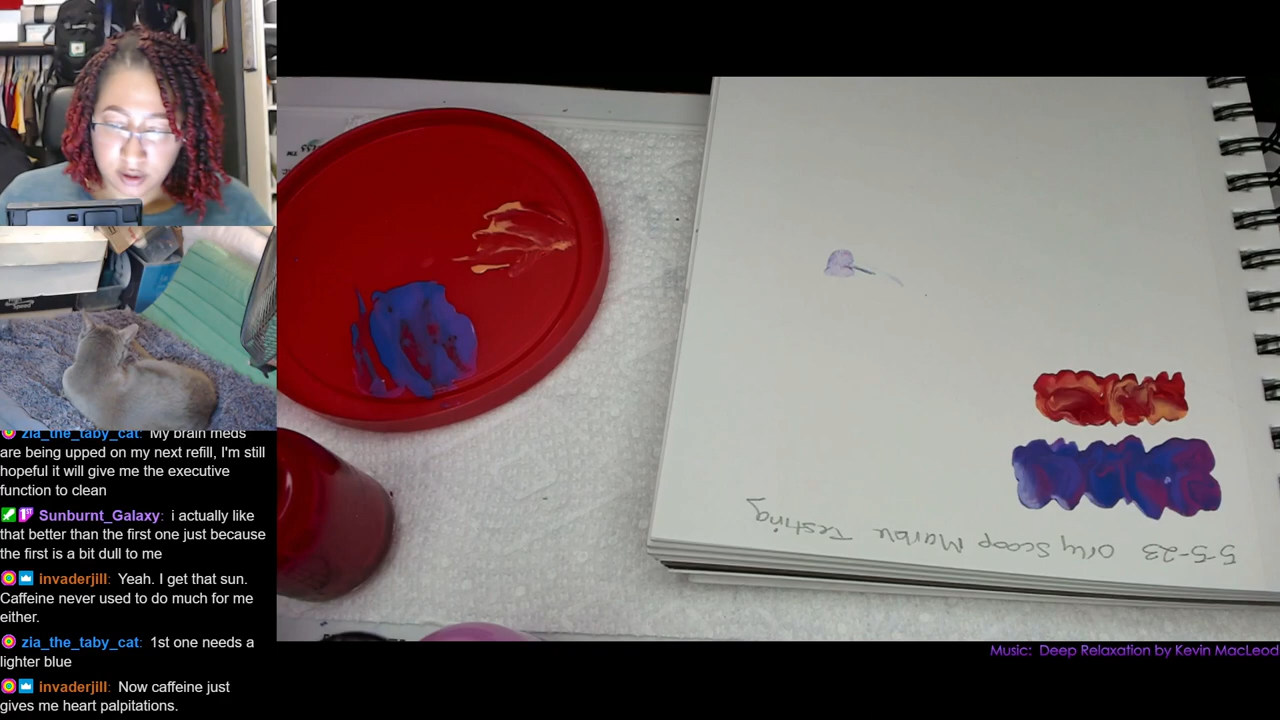 zia_the_taby_cat: My brain meds
are being upped on my next refill, I'm still
hopeful it will give me the executive
function to clean
Sunburnt_Galaxy: i actually like
that better than the first one just because
the first is a bit dull to me
invaderjill: Yeah. I get that sun.
Caffeine never used to do much for me
either.
zia_the_taby_cat: 1st one needs a
lighter blue
invaderjill: Now caffeine just
gives me heart palpitations.
5-5-23 Orly Scoop Marble Testing
Music: Deep Relaxation by Kevin MacLeod